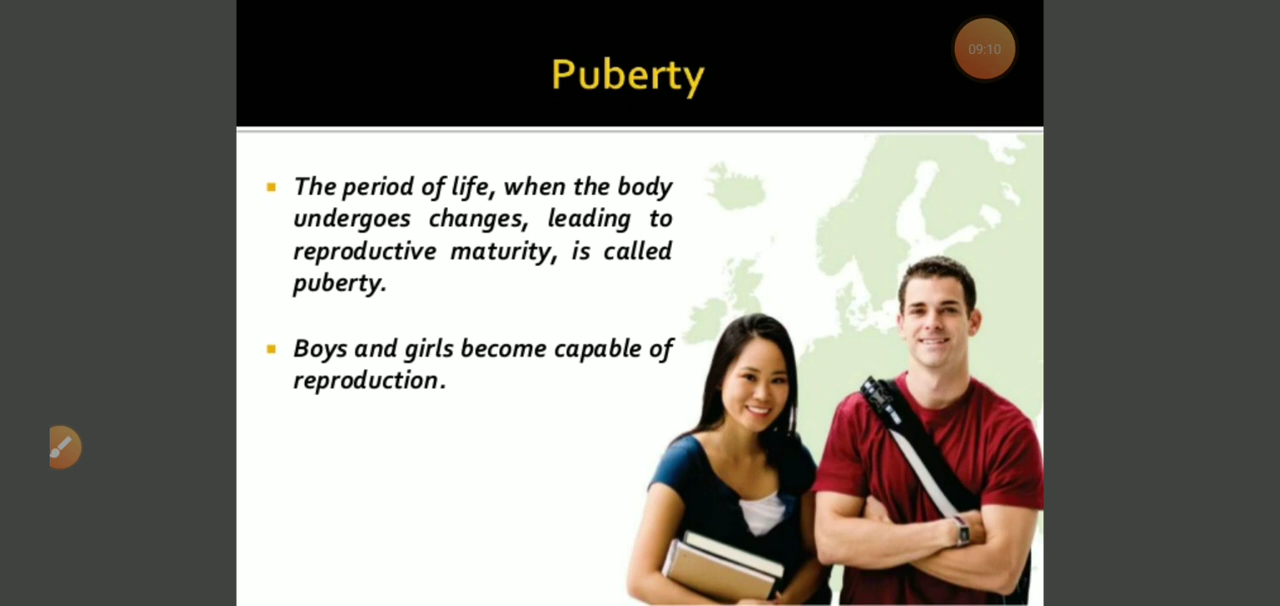 Puberty
09:10
The period of life, when the body
undergoes changes, leading to
reproductive maturity, is called
puberty.
Boys and girls become capable of
reproduction.